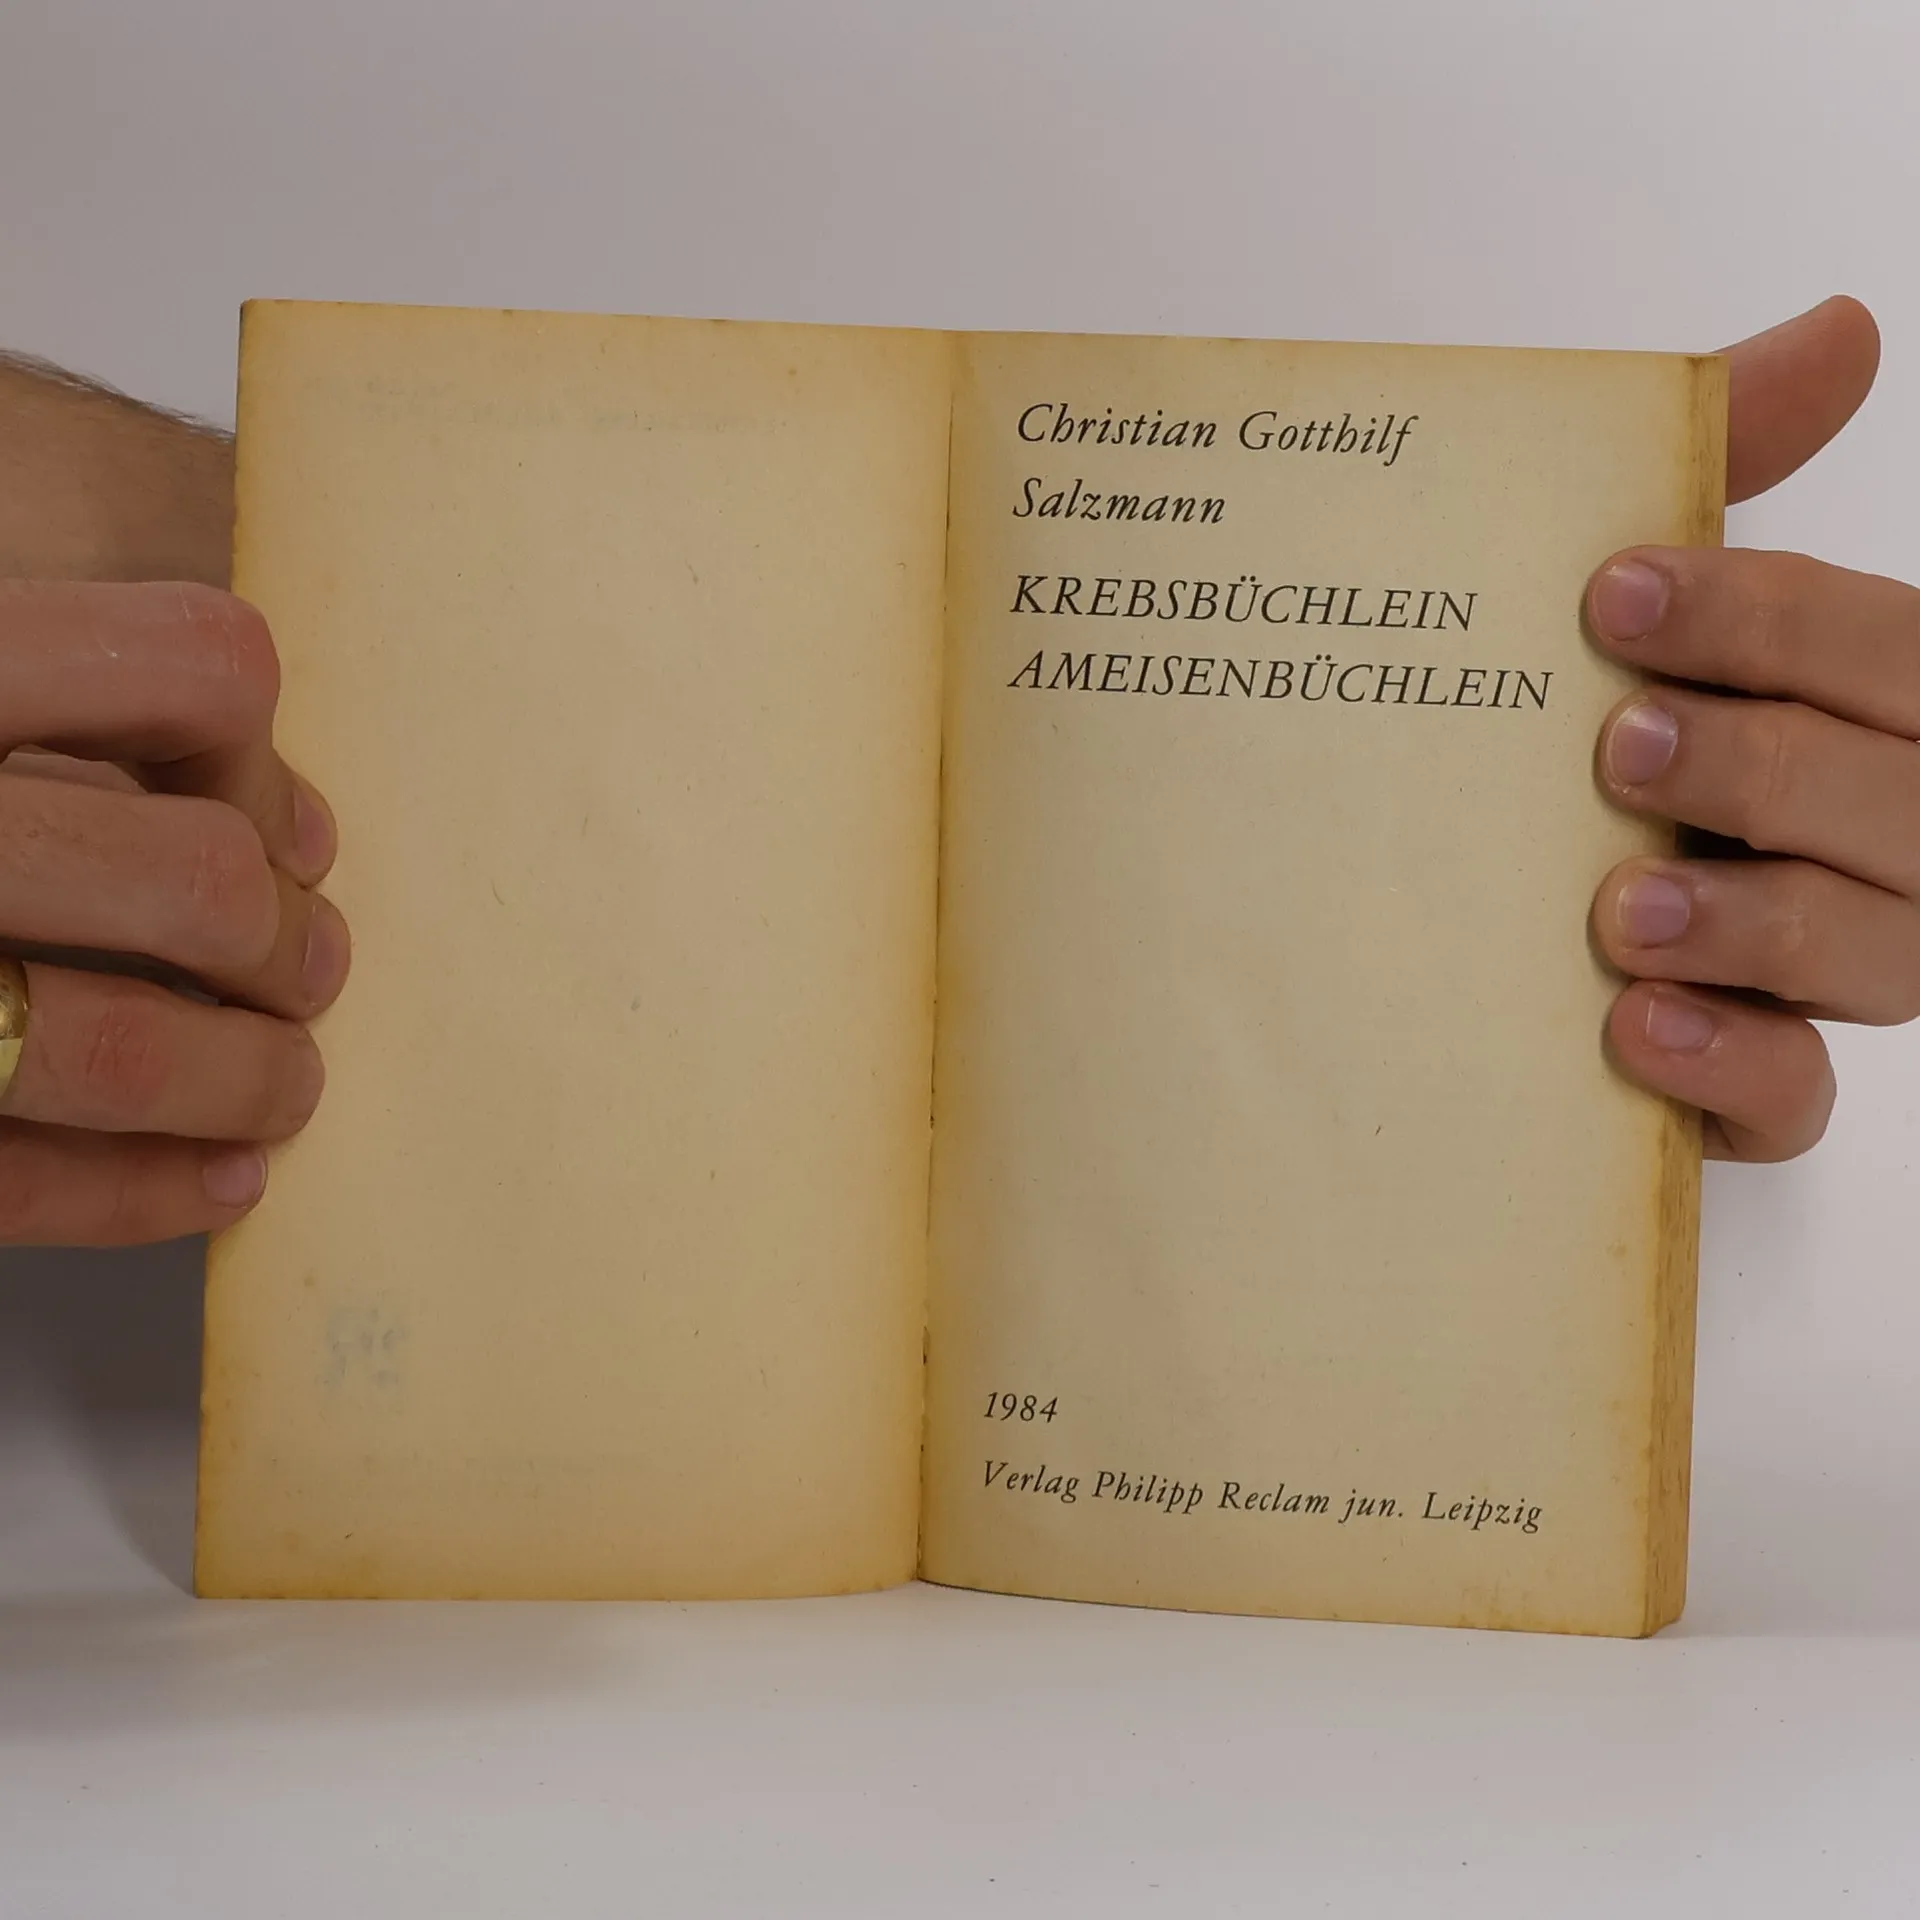 Christian Gotthilf
Salzmann
KREBSBÜCHLEIN
AMEISENBÜCHLEIN
1984
Verlag Philipp Reclam jun. Leipzig